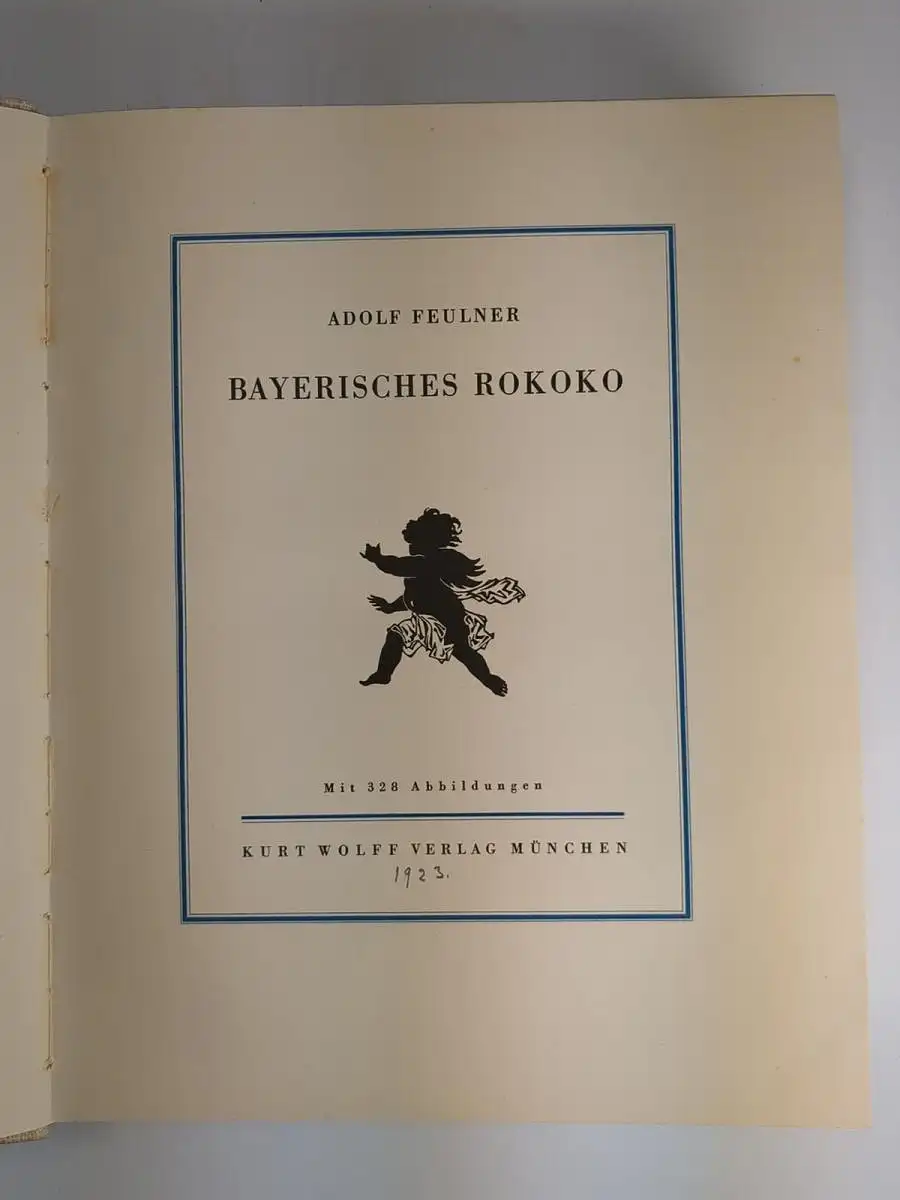 ADOLF FEULNER
BAYERISCHES ROKOKO
Mit 328 Abbildungen
KURT WOLFF VERLAG MÜNCHEN
1923.